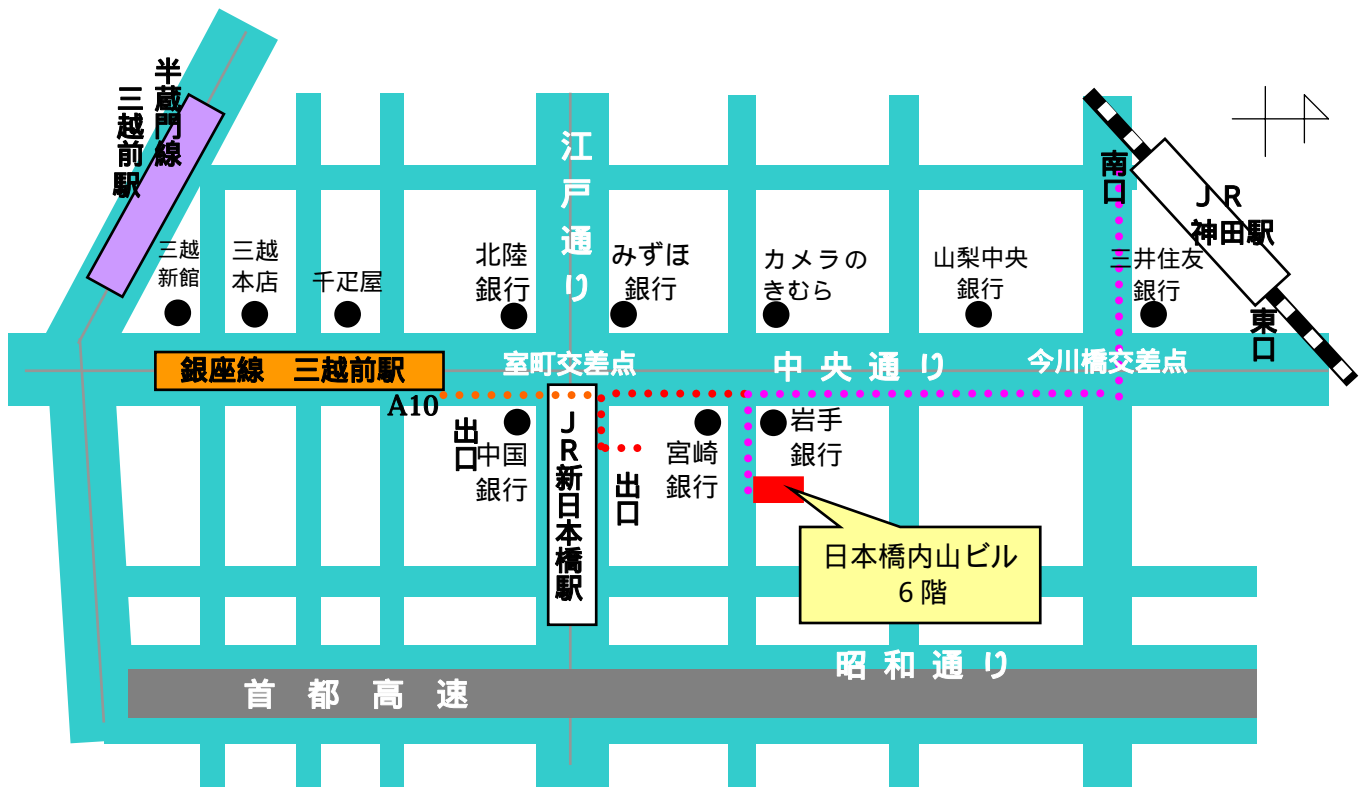 半蔵門線
三越前駅
江戸通り
南口
ＪＲ
神田駅
東口
三越
新館
三越
本店
千疋屋
北陸
銀行
みずほ
銀行
カメラの
きむら
山梨中央
銀行
三井住友
銀行
銀座線　三越前駅
室町交差点
中央通り
今川橋交差点
A10
出口
中国
銀行
ＪＲ新日本橋駅
出口
宮崎
銀行
岩手
銀行
日本橋内山ビル
６階
昭和通り
首都高速